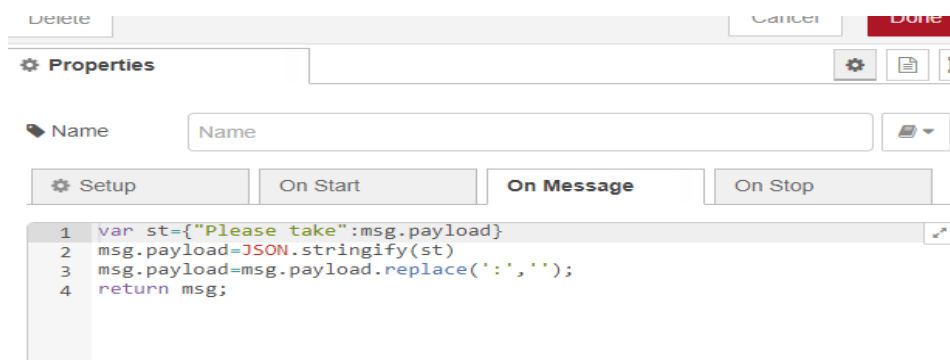 Delete
Cancel
Done
Properties
Name
Name
Setup
On Start
On Message
On Stop
1 var st={"Please take":msg.payload}
2 msg.payload=JSON.stringify(st)
3 msg.payload=msg.payload.replace(':','');
4 return msg;